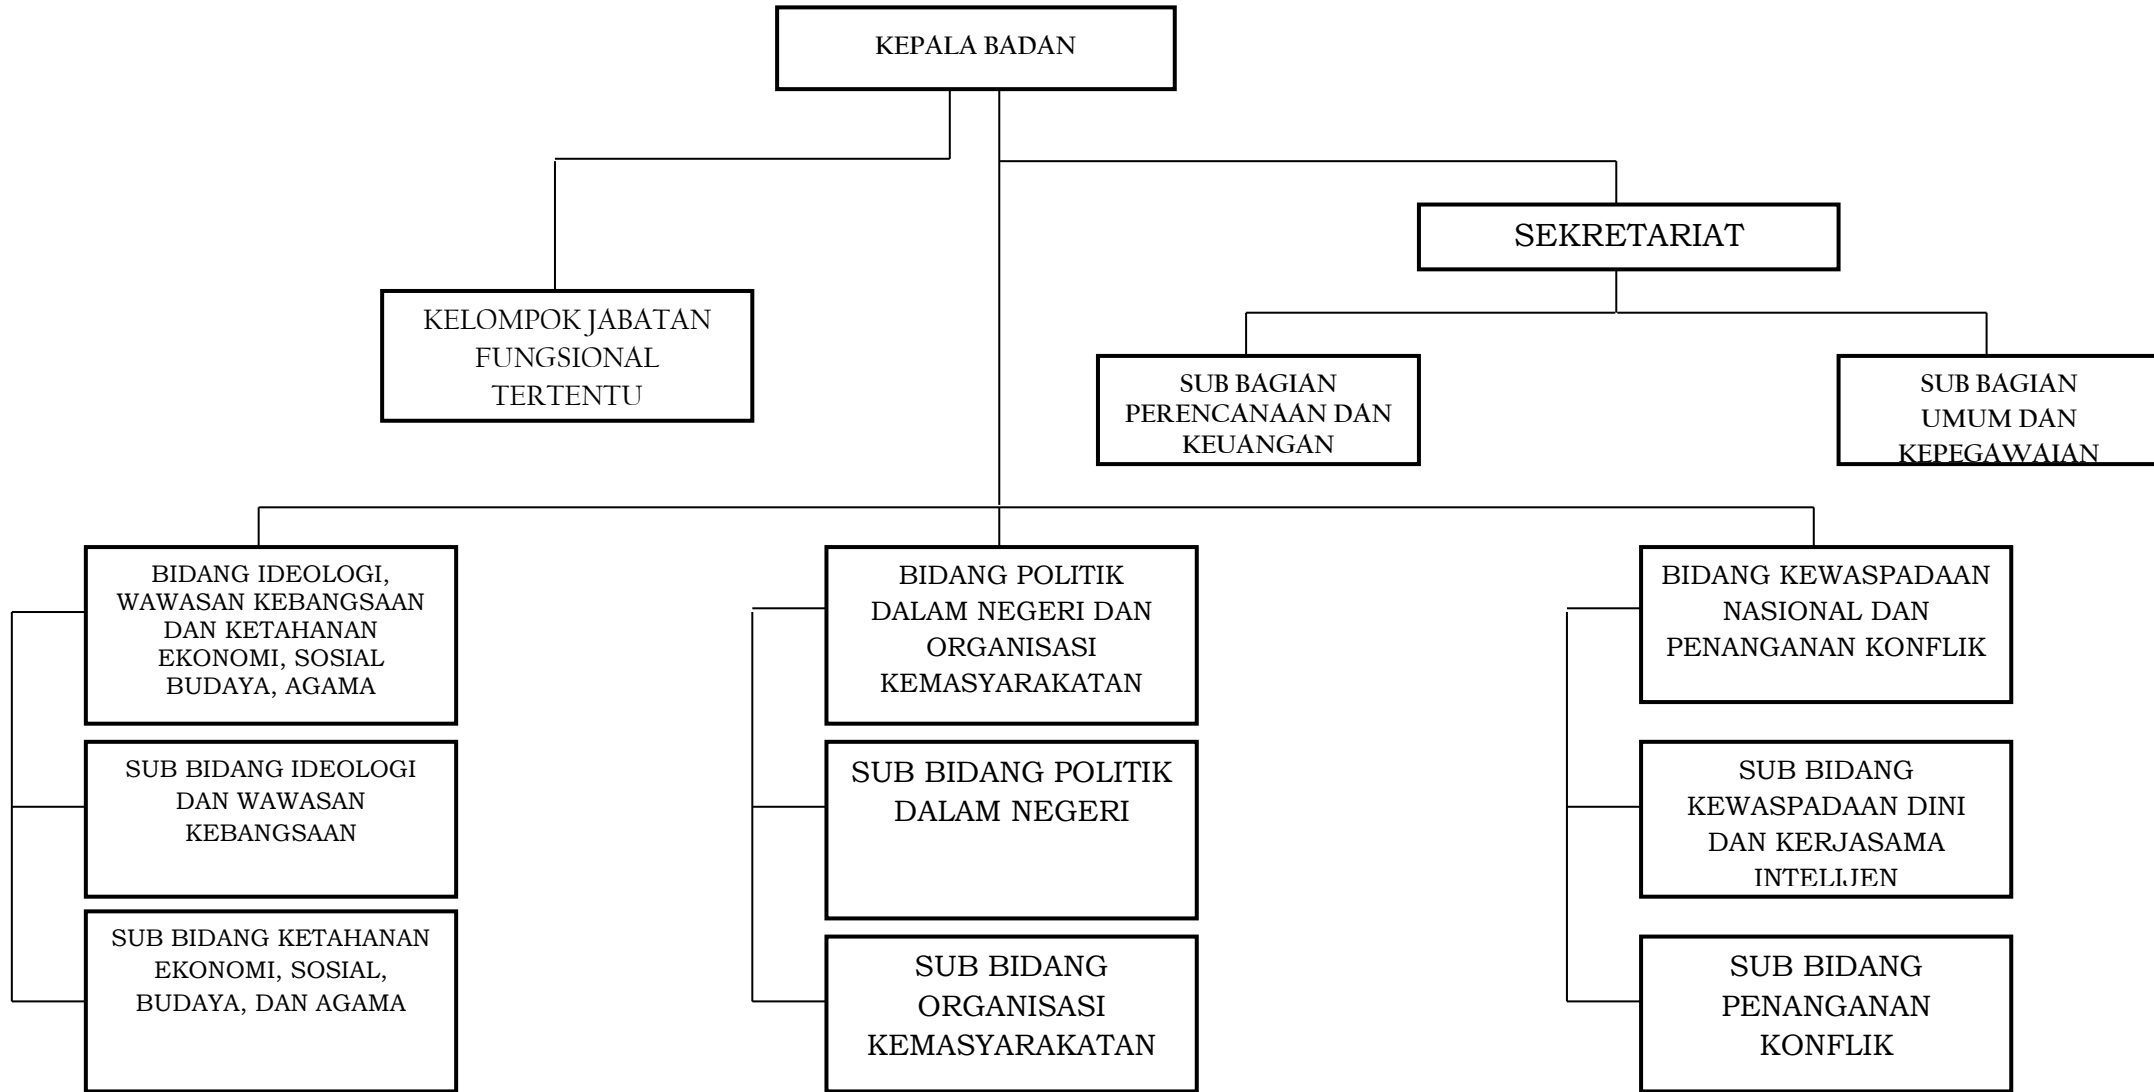 KEPALA BADAN
SEKRETARIAT
KELOMPOK JABATAN
FUNGSIONAL
TERTENTU
SUB BAGIAN
PERENCANAAN DAN
KEUANGAN
SUB BAGIAN
UMUM DAN
KEPEGAWAIAN
BIDANG IDEOLOGI,
WAWASAN KEBANGSAAN
DAN KETAHANAN
EKONOMI, SOSIAL
BUDAYA, AGAMA
BIDANG POLITIK
DALAM NEGERI DAN
ORGANISASI
KEMASYARAKATAN
BIDANG KEWASPADAAN
NASIONAL DAN
PENANGANAN KONFLIK
SUB BIDANG IDEOLOGI
DAN WAWASAN
KEBANGSAAN
SUB BIDANG POLITIK
DALAM NEGERI
SUB BIDANG
KEWASPADAAN DINI
DAN KERJASAMA
INTELIJEN
SUB BIDANG KETAHANAN
EKONOMI, SOSIAL,
BUDAYA, DAN AGAMA
SUB BIDANG
ORGANISASI
KEMASYARAKATAN
SUB BIDANG
PENANGANAN
KONFLIK